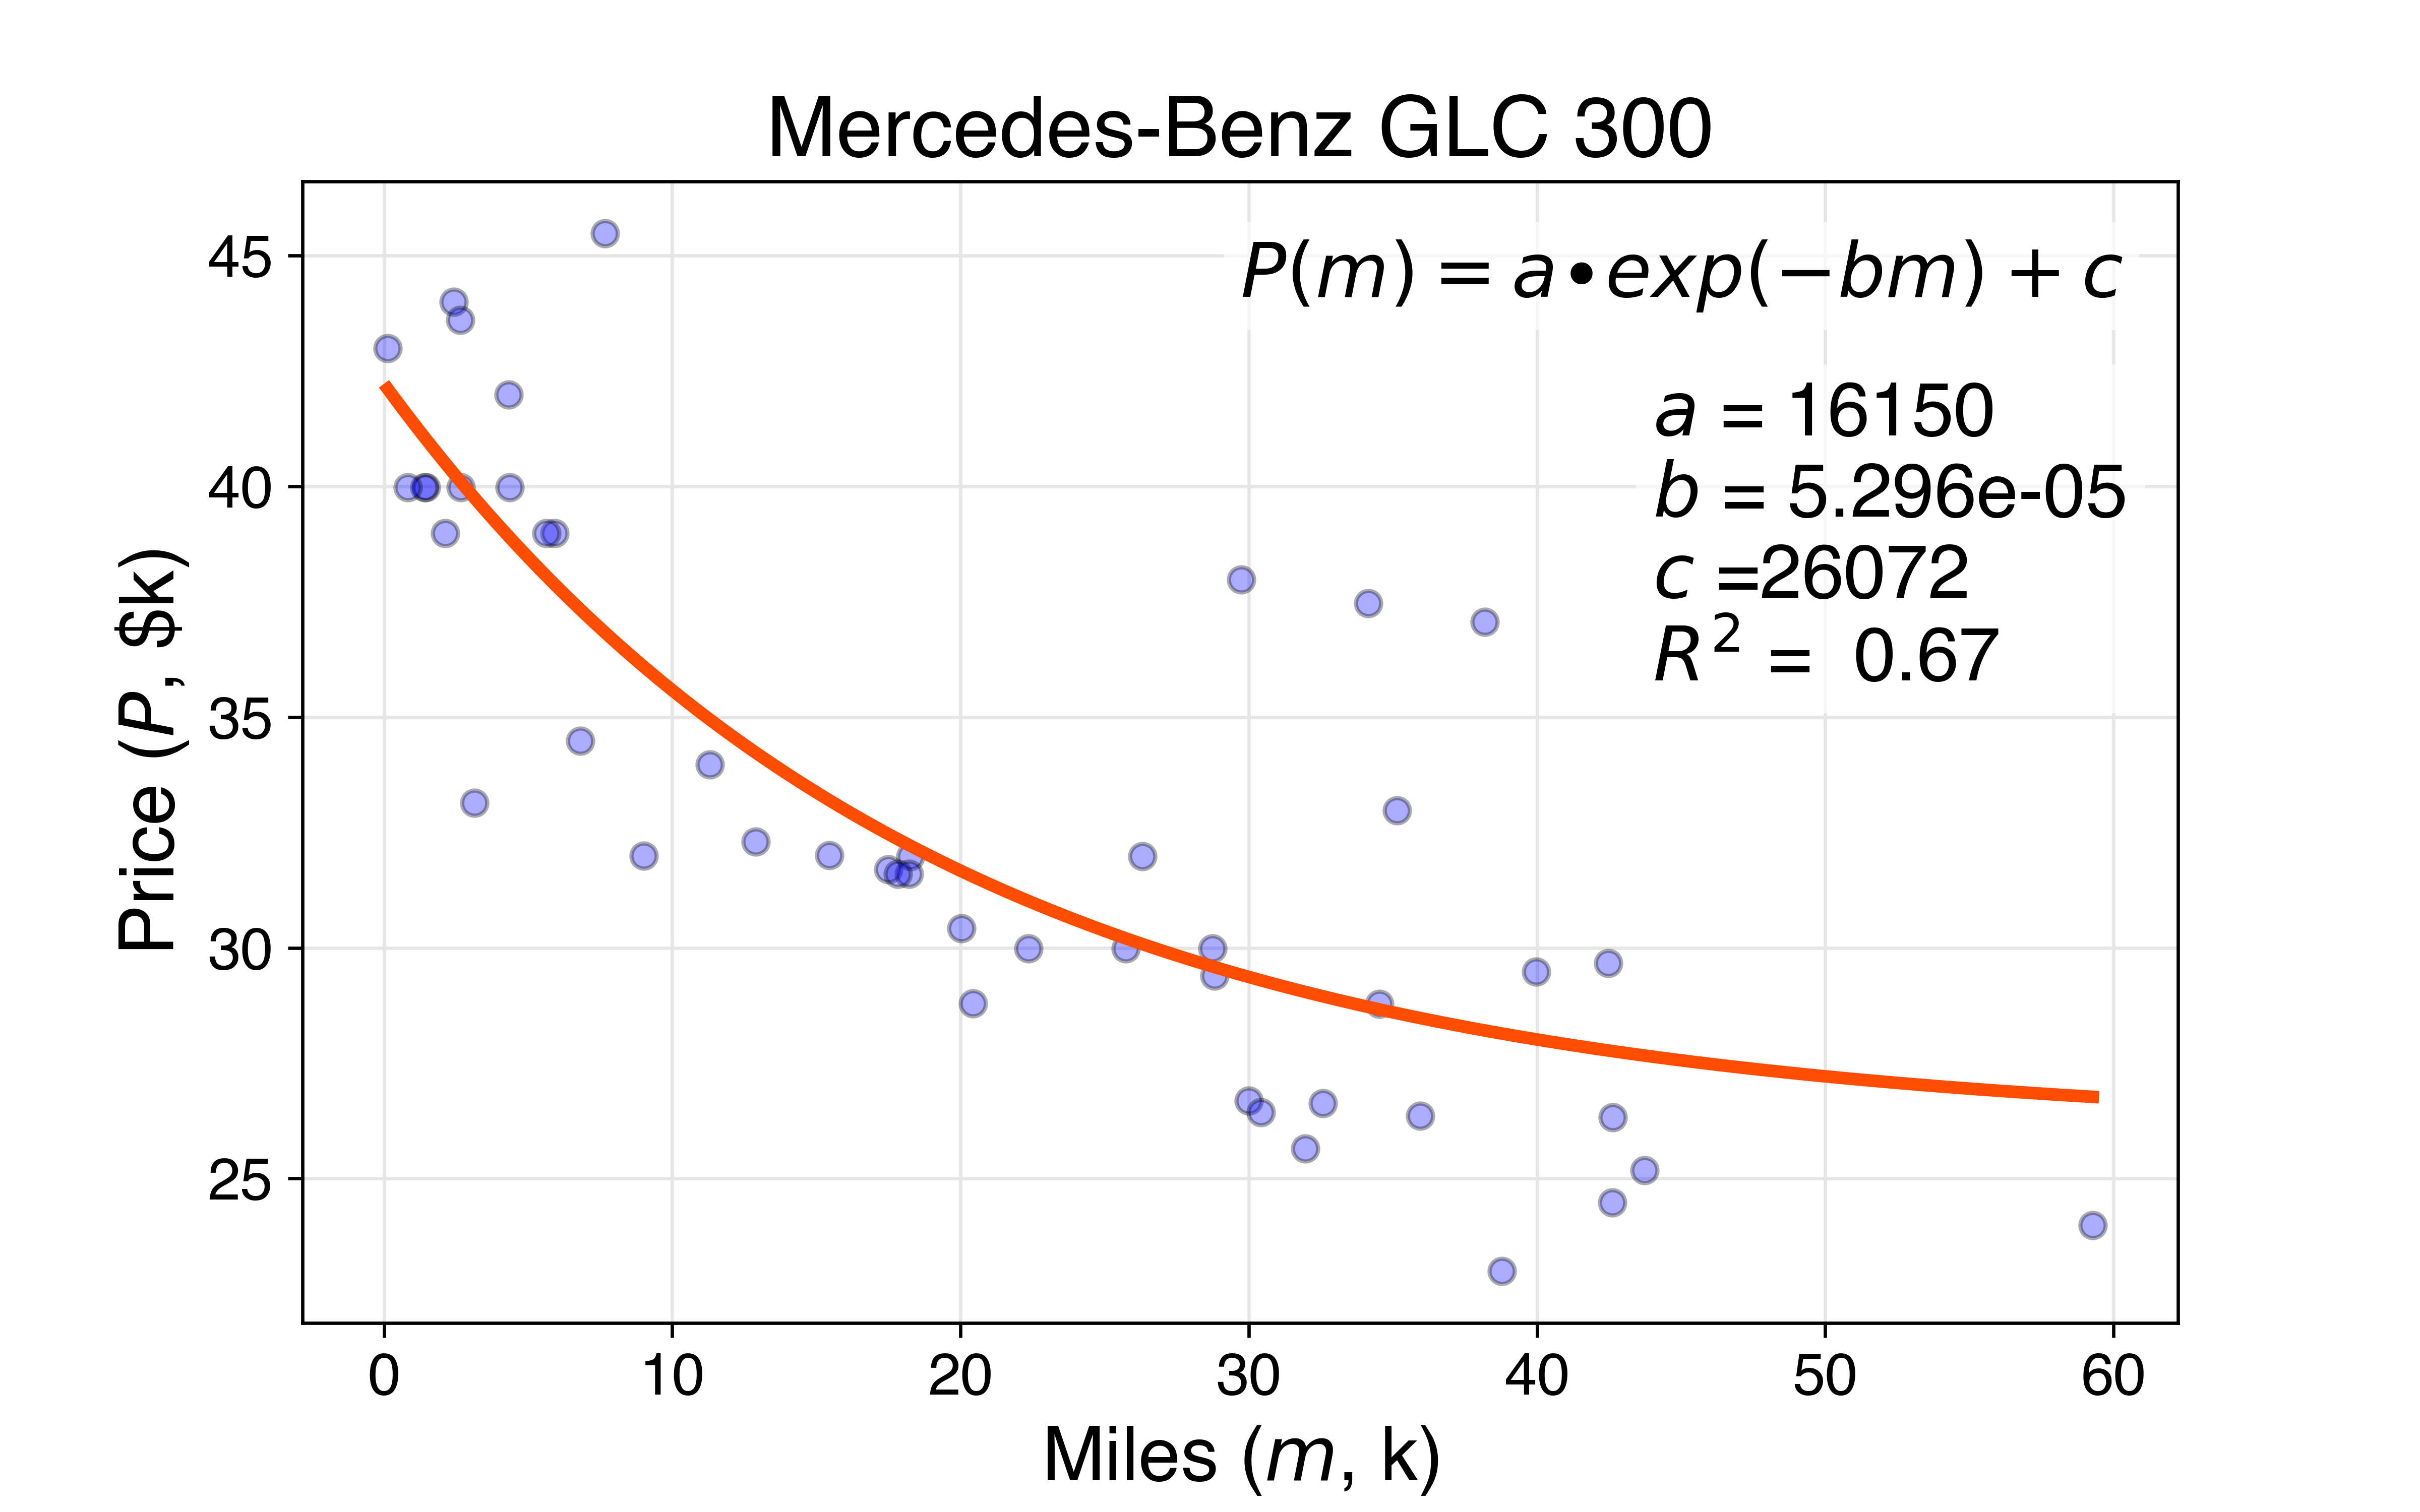 Mercedes-Benz GLC 300
P(m) = a•exp(−bm) + c
a = 16150
b = 5.296e-05
c =26072
R² = 0.67
Price (P, $k)
45
40
35
30
25
0 10 20 30 40 50 60
Miles (m, k)